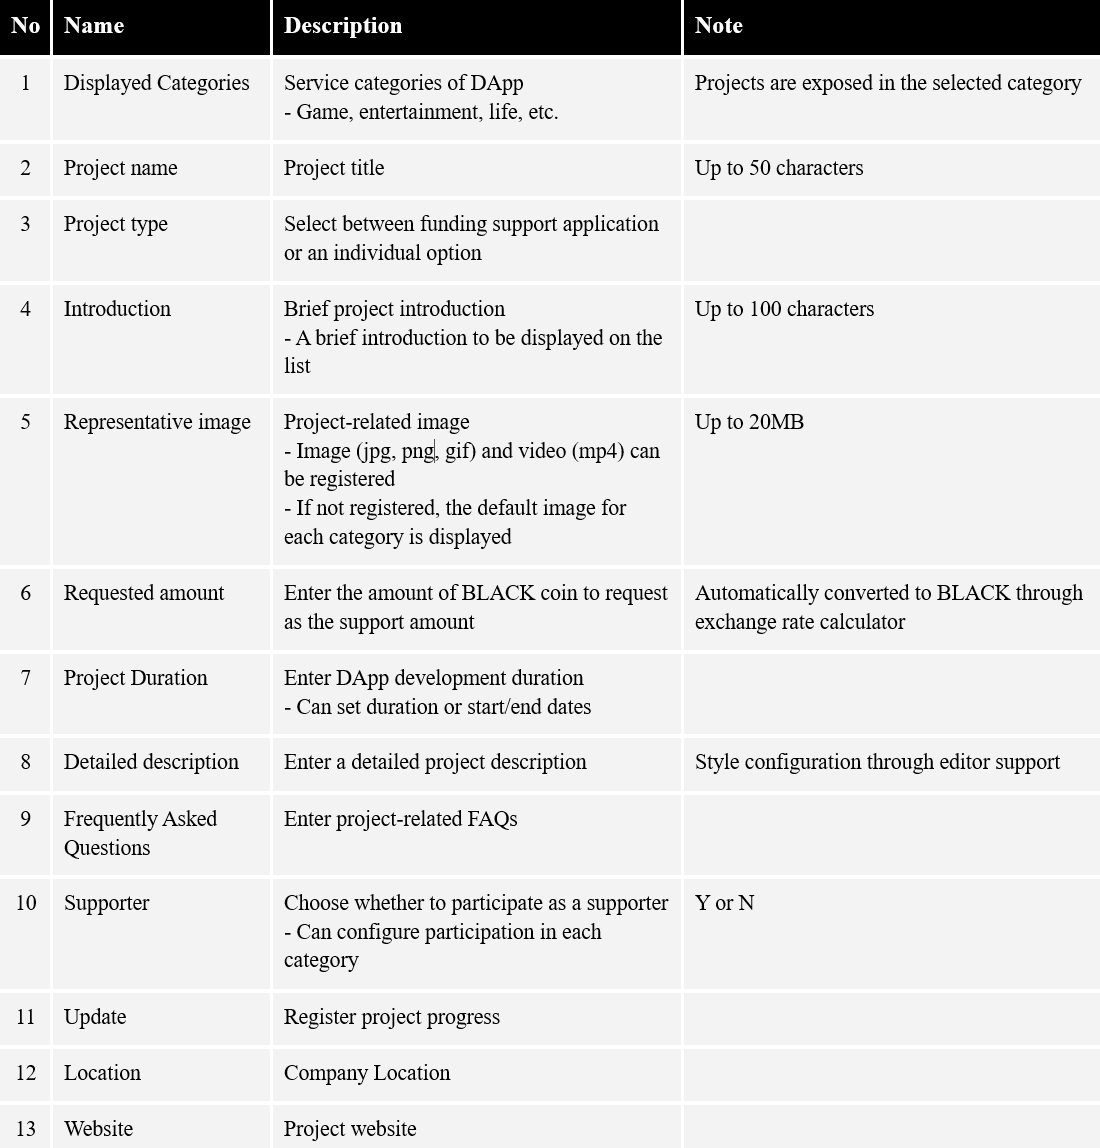 No Name Description Note
1 Displayed Categories Service categories of DApp Projects are exposed in the selected category
- Game, entertainment, life, etc.
2 Project name Project title Up to 50 characters
3 Project type Select between funding support application
or an individual option
4 Introduction Brief project introduction Up to 100 characters
- A brief introduction to be displayed on the
list
5 Representative image Project-related image Up to 20MB
- Image (jpg, png, gif) and video (mp4) can
be registered
- If not registered, the default image for
each category is displayed
6 Requested amount Enter the amount of BLACK coin to request Automatically converted to BLACK through
as the support amount exchange rate calculator
7 Project Duration Enter DApp development duration
- Can set duration or start/end dates
8 Detailed description Enter a detailed project description Style configuration through editor support
9 Frequently Asked Enter project-related FAQs
Questions
10 Supporter Choose whether to participate as a supporter Y or N
- Can configure participation in each
category
11 Update Register project progress
12 Location Company Location
13 Website Project website